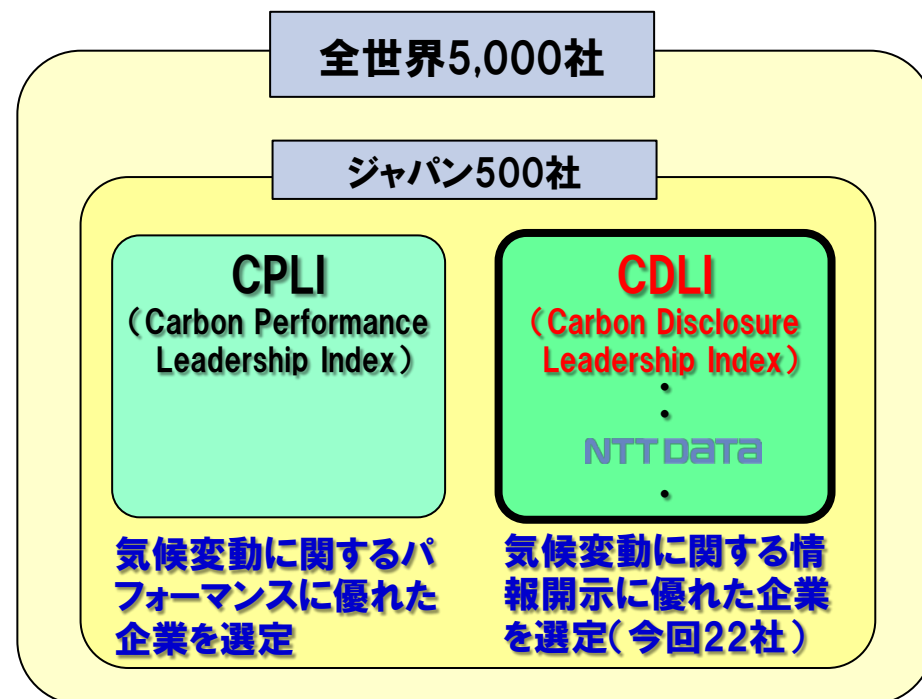 全世界5,000社
ジャパン500社
CPLI
（Carbon Performance
Leadership Index）
気候変動に関するパ
フォーマンスに優れた
企業を選定
CDLI
（Carbon Disclosure
Leadership Index）
・
・
NTT DATA
・
気候変動に関する情
報開示に優れた企業
を選定（今回22社）